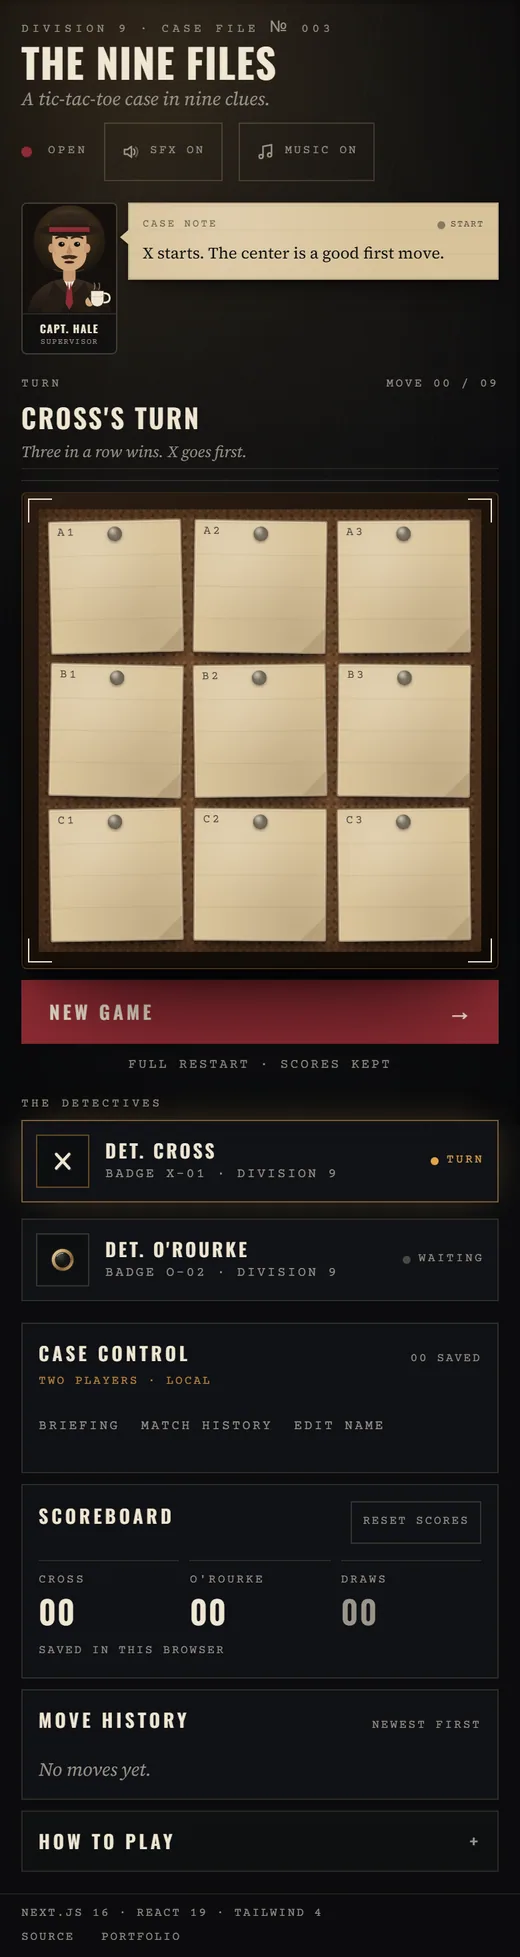 DIVISION 9 · CASE FILE № 003
THE NINE FILES
A tic-tac-toe case in nine clues.
OPEN
SFX ON
MUSIC ON
CASE NOTE
START
X starts. The center is a good first move.
CAPT. HALE
SUPERVISOR
TURN
MOVE 00 / 09
CROSS'S TURN
Three in a row wins. X goes first.
A1
A2
A3
B1
B2
B3
C1
C2
C3
NEW GAME →
FULL RESTART · SCORES KEPT
THE DETECTIVES
DET. CROSS
BADGE X-01 · DIVISION 9
TURN
DET. O'ROURKE
BADGE O-02 · DIVISION 9
WAITING
CASE CONTROL
00 SAVED
TWO PLAYERS · LOCAL
BRIEFING MATCH HISTORY EDIT NAME
SCOREBOARD
RESET SCORES
CROSS
O'ROURKE
DRAWS
00
00
00
SAVED IN THIS BROWSER
MOVE HISTORY
NEWEST FIRST
No moves yet.
HOW TO PLAY +
NEXT.JS 16 · REACT 19 · TAILWIND 4
SOURCE PORTFOLIO